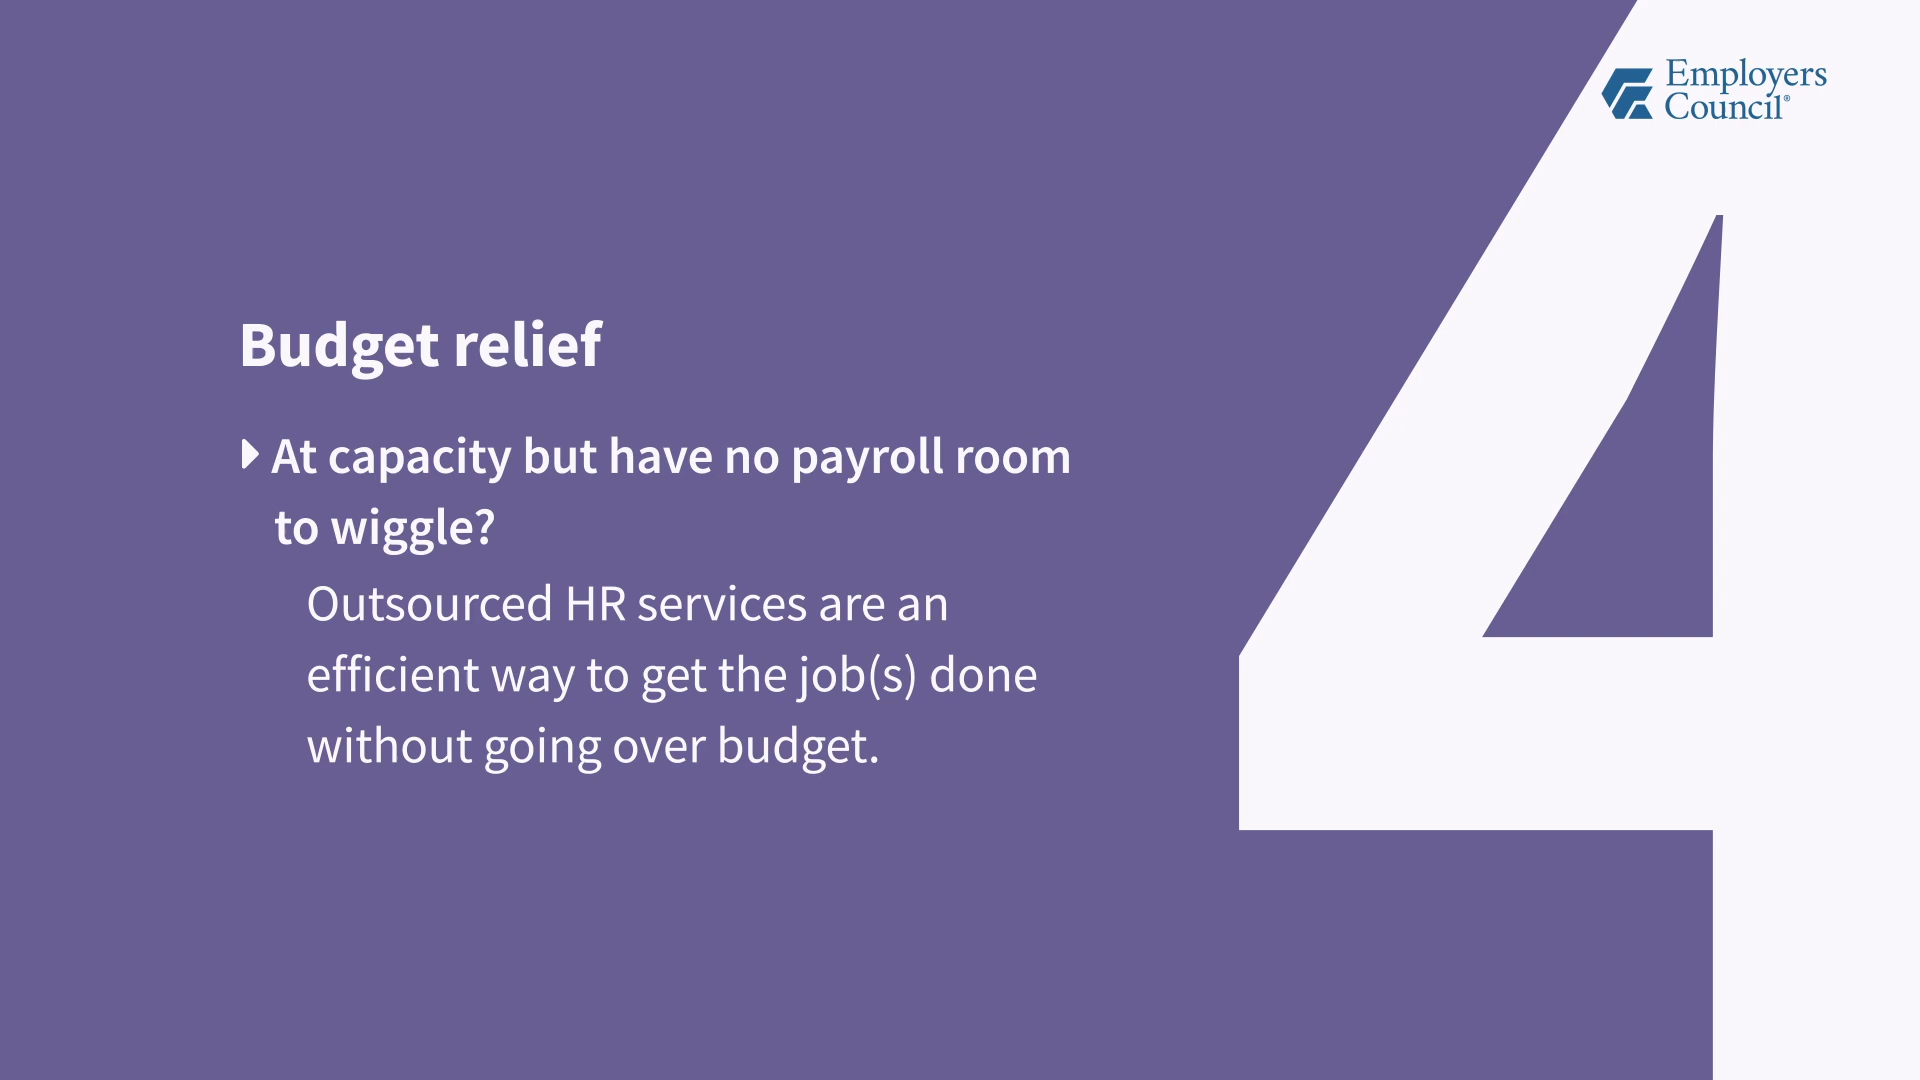 Employers
Council®
Budget relief
At capacity but have no payroll room
to wiggle?
Outsourced HR services are an
efficient way to get the job(s) done
without going over budget.
4